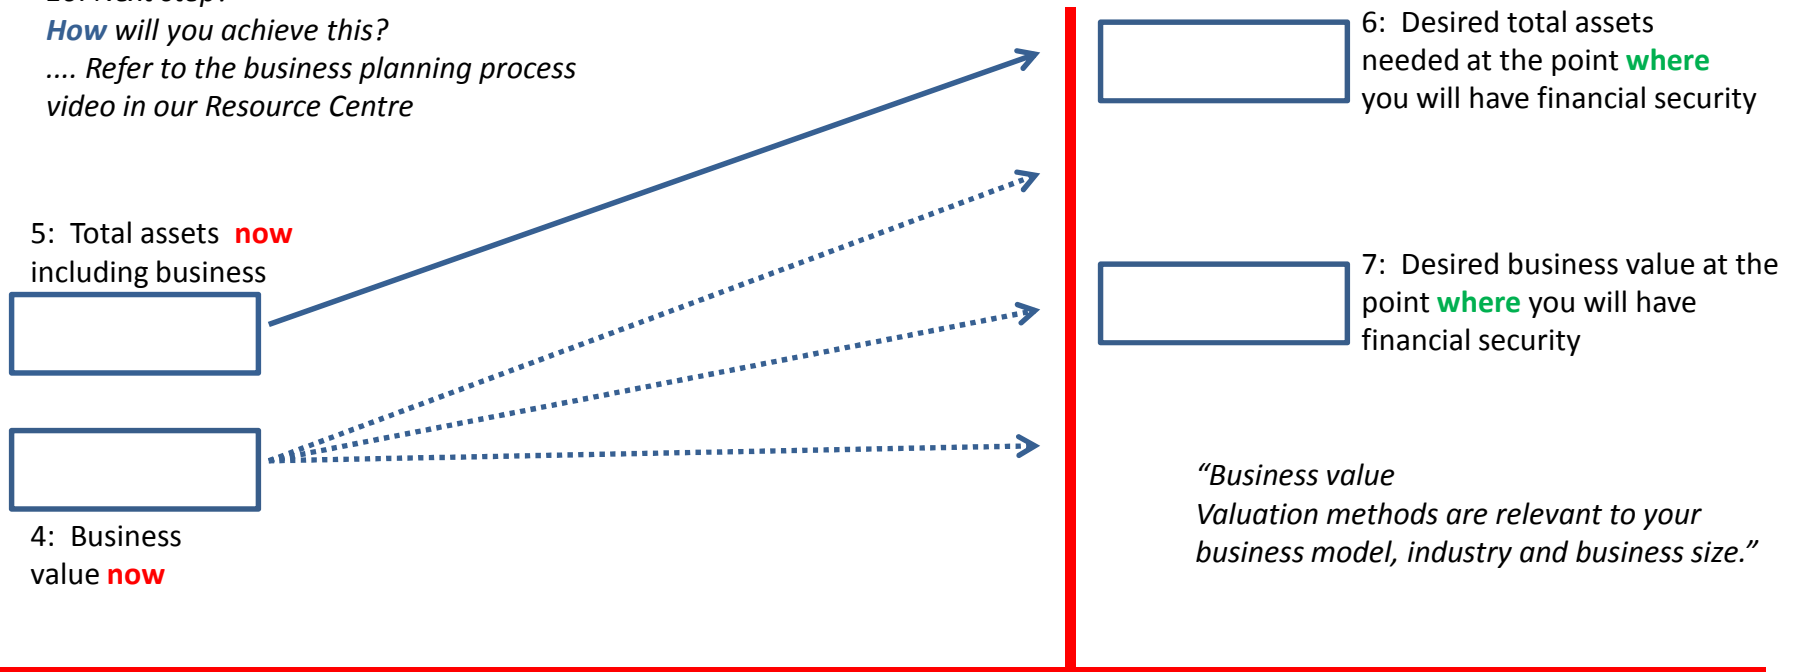 How will you achieve this?
.... Refer to the business planning process
video in our Resource Centre
5: Total assets now
including business
4: Business
value now
6: Desired total assets
needed at the point where
you will have financial security
7: Desired business value at the
point where you will have
financial security
“Business value
Valuation methods are relevant to your
business model, industry and business size.”